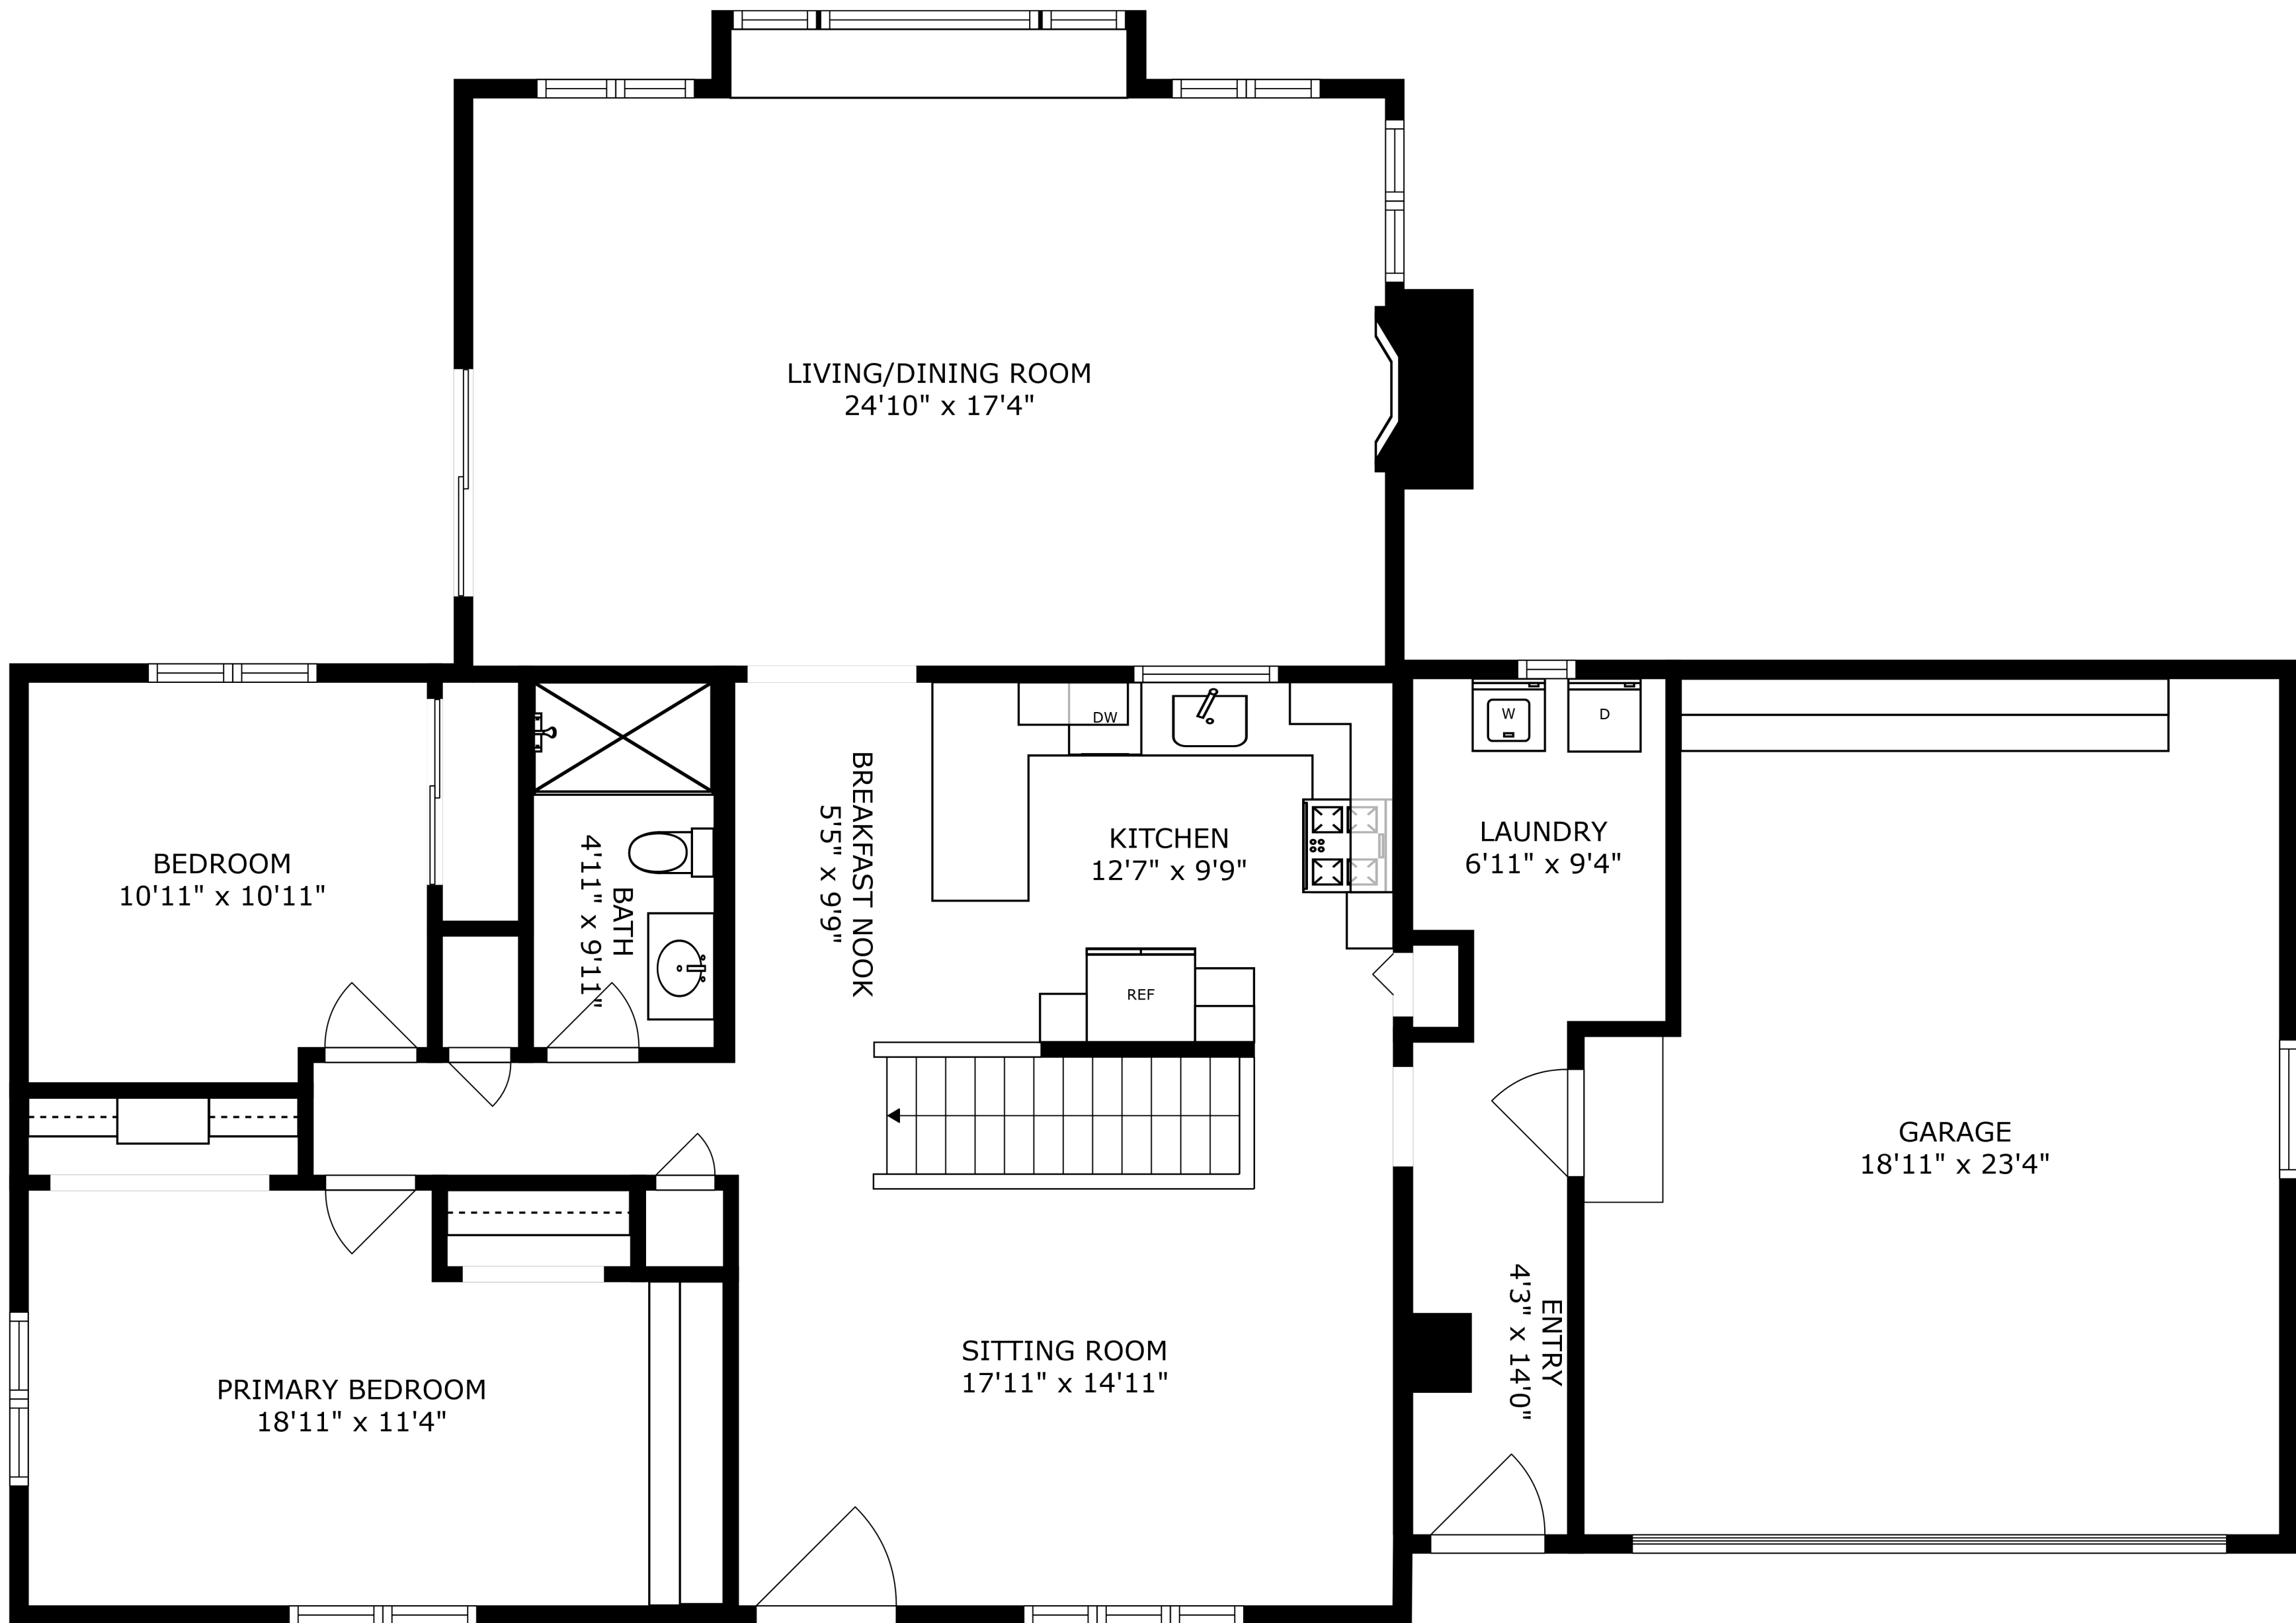 LIVING/DINING ROOM
24'10" x 17'4"
BEDROOM
10'11" x 10'11"
BATH
4'11" x 9'11"
BREAKFAST NOOK
5'5" x 9'9"
DW
KITCHEN
12'7" x 9'9"
REF
W
D
LAUNDRY
6'11" x 9'4"
GARAGE
18'11" x 23'4"
ENTRY
4'3" x 14'0"
SITTING ROOM
17'11" x 14'11"
PRIMARY BEDROOM
18'11" x 11'4"